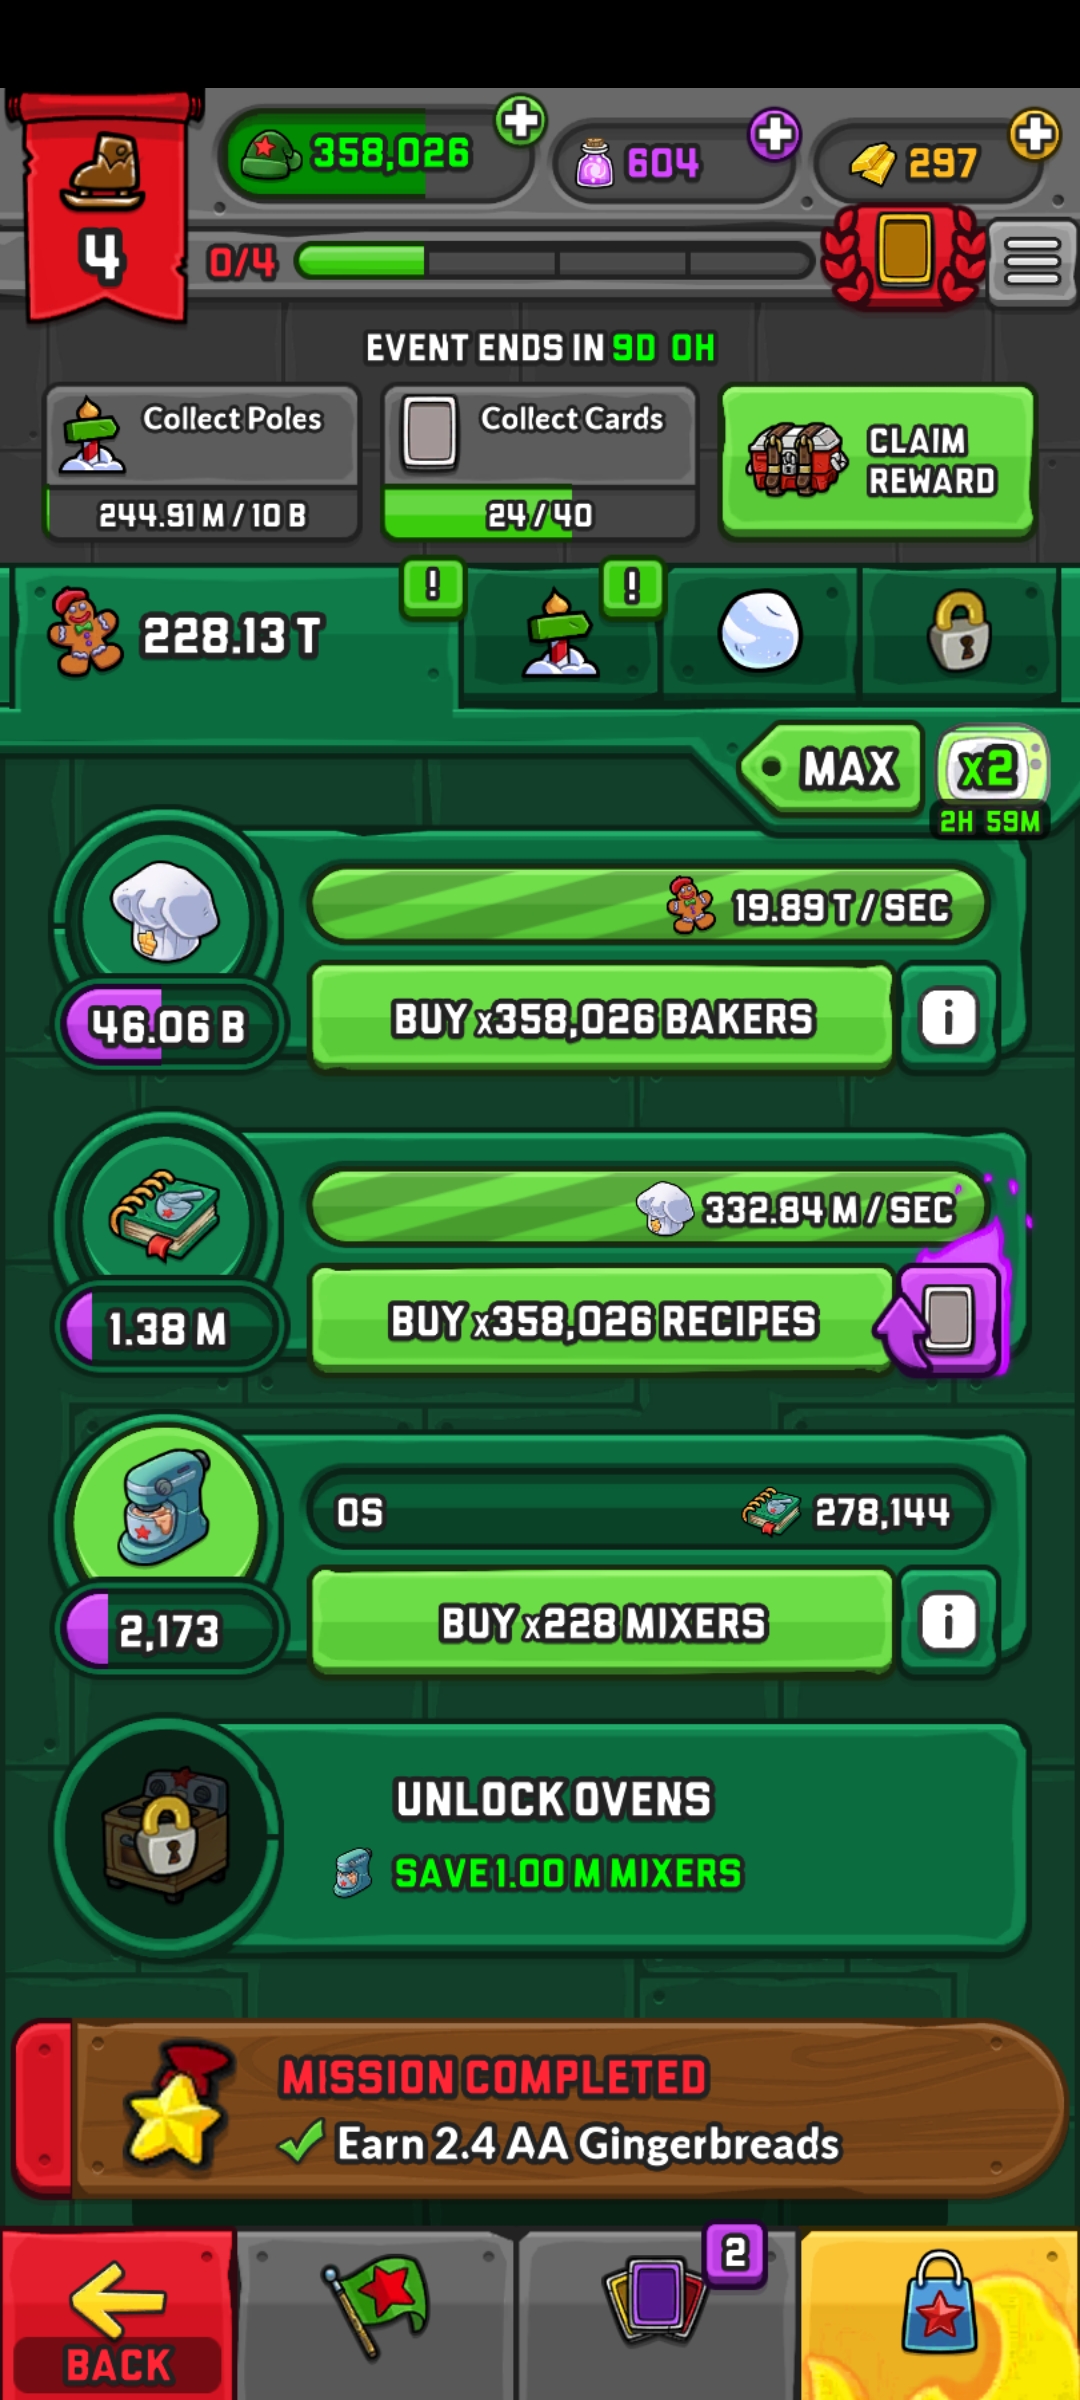 358,026
604
297
4
0/4
EVENT ENDS IN 9D 0H
Collect Poles
244.91 M / 10 B
Collect Cards
24 / 40
CLAIM
REWARD
228.13 T
!
!
MAX
x2
2H 59M
19.89 T / SEC
46.06 B
BUY x358,026 BAKERS
i
332.84 M / SEC
1.38 M
BUY x358,026 RECIPES
0S
278,144
2,173
BUY x228 MIXERS
i
UNLOCK OVENS
SAVE 1.00 M MIXERS
MISSION COMPLETED
Earn 2.4 AA Gingerbreads
2
BACK